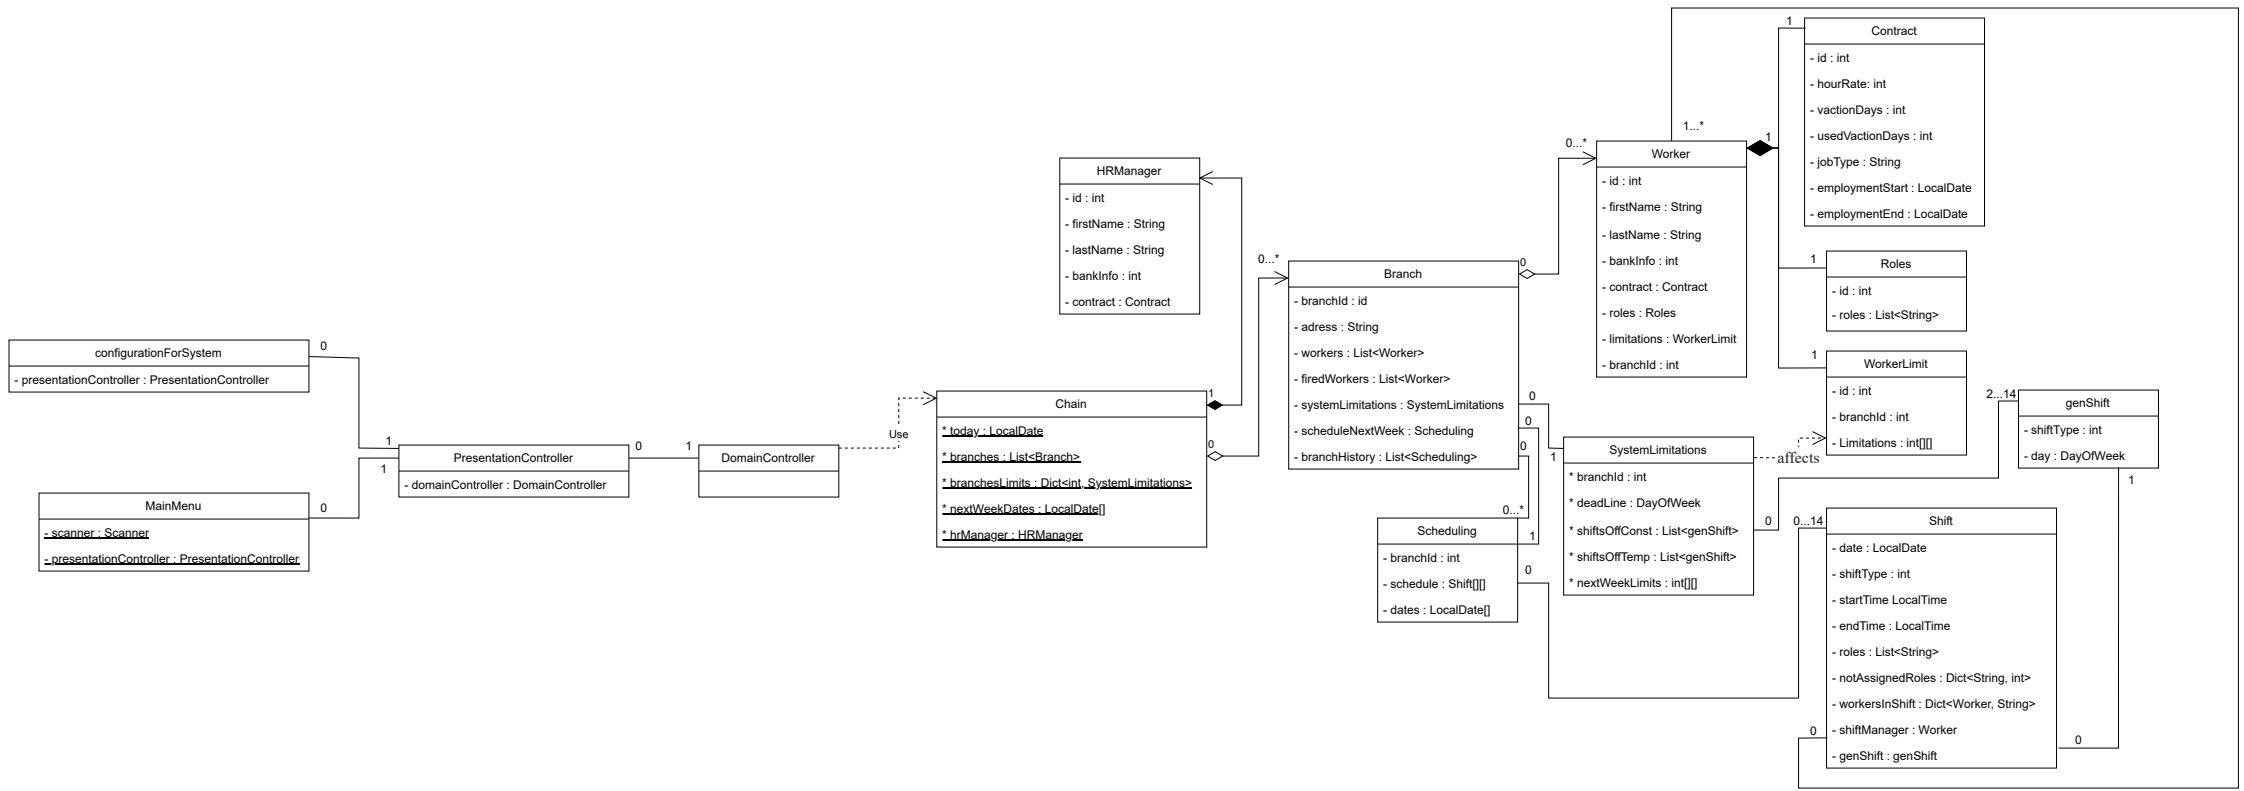 configurationForSystem
- presentationController : PresentationController
0
1
MainMenu
- scanner : Scanner
- presentationController : PresentationController
0
1
PresentationController
- domainController : DomainController
0
1
DomainController
Use
HRManager
- id : int
- firstName : String
- lastName : String
- bankInfo : int
- contract : Contract
Chain
* today : LocalDate
* branches : List<Branch>
* branchesLimits : Dict<int, SystemLimitations>
* nextWeekDates : LocalDate[]
* hrManager : HRManager
1
0
0...*
Branch
- branchId : id
- adress : String
- workers : List<Worker>
- firedWorkers : List<Worker>
- systemLimitations : SystemLimitations
- scheduleNextWeek : Scheduling
- branchHistory : List<Scheduling>
0
0...*
0
0
0
1
0...*
1
Scheduling
- branchId : int
- schedule : Shift[][]
- dates : LocalDate[]
0
Worker
- id : int
- firstName : String
- lastName : String
- bankInfo : int
- contract : Contract
- roles : Roles
- limitations : WorkerLimit
- branchId : int
1...*
1
1
Contract
- id : int
- hourRate: int
- vactionDays : int
- usedVactionDays : int
- jobType : String
- employmentStart : LocalDate
- employmentEnd : LocalDate
1
Roles
- id : int
- roles : List<String>
1
WorkerLimit
- id : int
- branchId : int
- Limitations : int[][]
SystemLimitations
* branchId : int
* deadLine : DayOfWeek
* shiftsOffConst : List<genShift>
* shiftsOffTemp : List<genShift>
* nextWeekLimits : int[][]
affects
0
2...14
genShift
- shiftType : int
- day : DayOfWeek
1
0...14
Shift
- date : LocalDate
- shiftType : int
- startTime LocalTime
- endTime : LocalTime
- roles : List<String>
- notAssignedRoles : Dict<String, int>
- workersInShift : Dict<Worker, String>
- shiftManager : Worker
- genShift : genShift
0
0